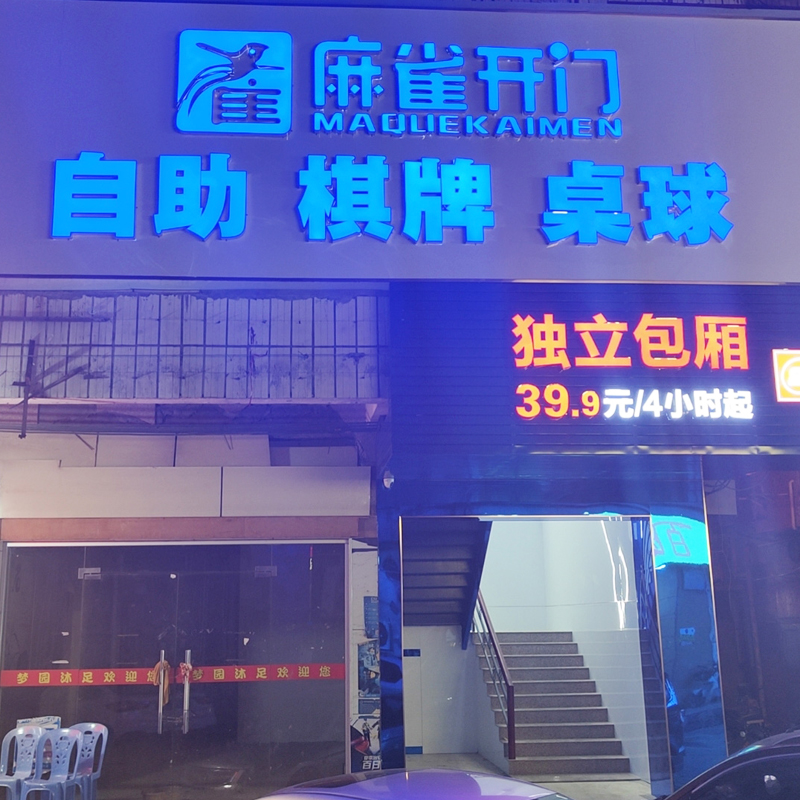 雀
麻雀开门
MAQUEKAIMEN
自助 棋牌 桌球
独立包厢
39.9元/4小时起
梦园沐足欢迎您 梦园沐足欢迎您